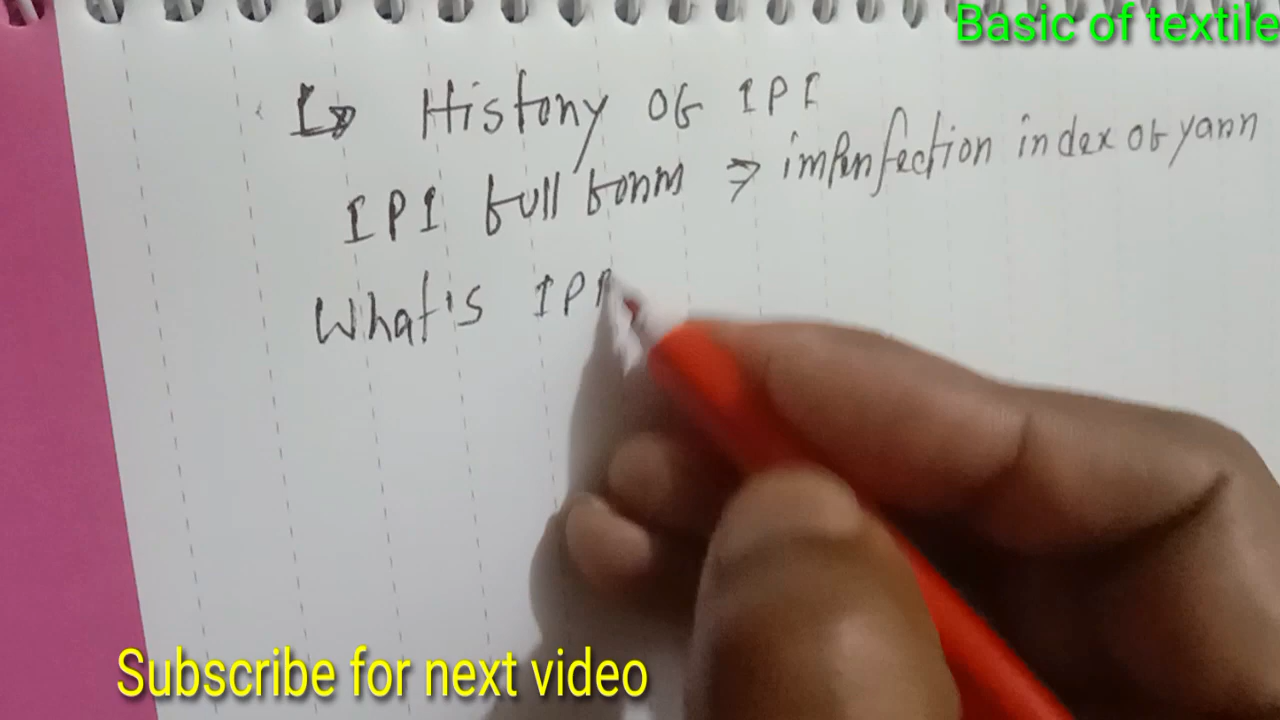 Basic of textile
1 History of IPI
IPI full form => imperfection index of yarn
What's IPI
Subscribe for next video